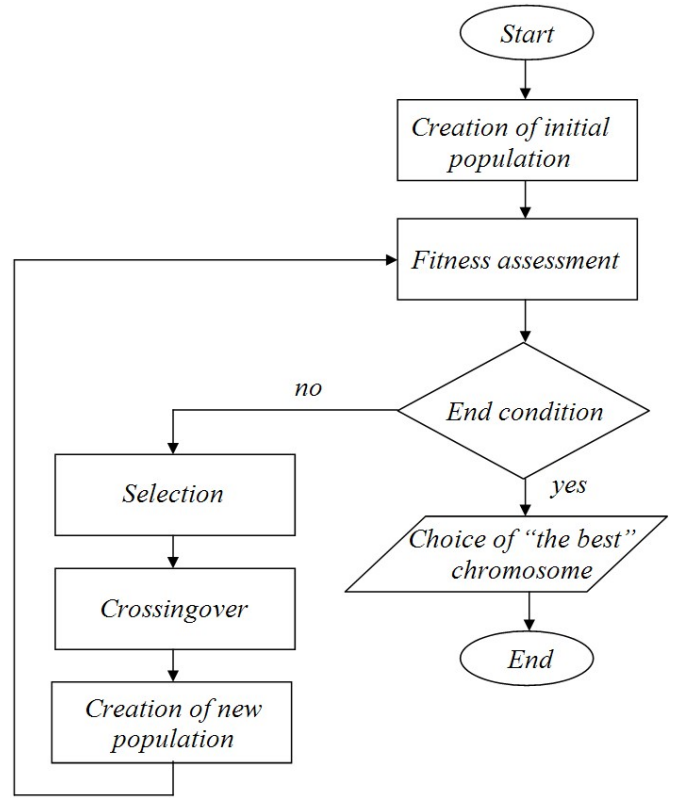 Start
Creation of initial
population
Fitness assessment
End condition
no
yes
Selection
Choice of “the best”
chromosome
Crossingover
End
Creation of new
population